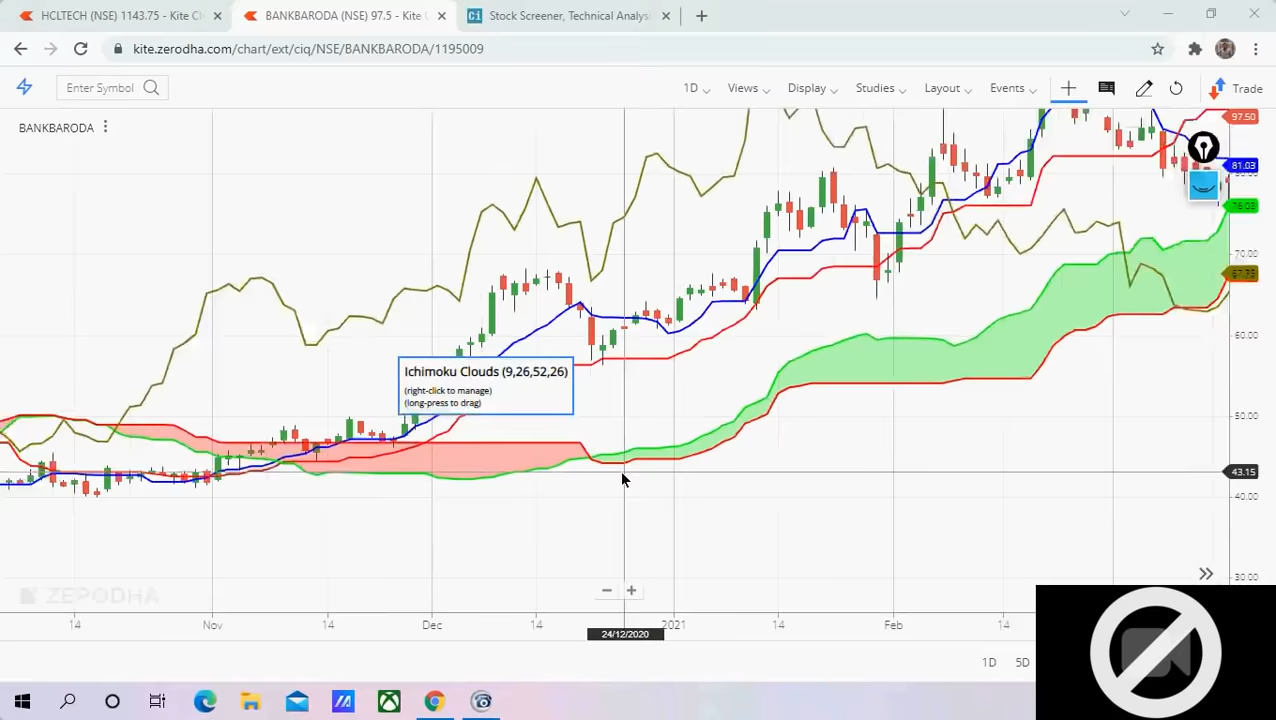 HCLTECH (NSE) 1143.75 - Kite Ch
BANKBARODA (NSE) 97.5 - Kite C
Stock Screener, Technical Analysi
kite.zerodha.com/chart/ext/ciq/NSE/BANKBARODA/1195009
Enter Symbol
1D Views Display Studies Layout Events Trade
BANKBARODA
97.50
81.03
70.00
60.00
50.00
43.15
40.00
30.00
Ichimoku Clouds (9,26,52,26)
(right-click to manage)
(long-press to drag)
ZERODHA
14 Nov 14 Dec 14 2021 14 Feb 14
24/12/2020
1D 5D